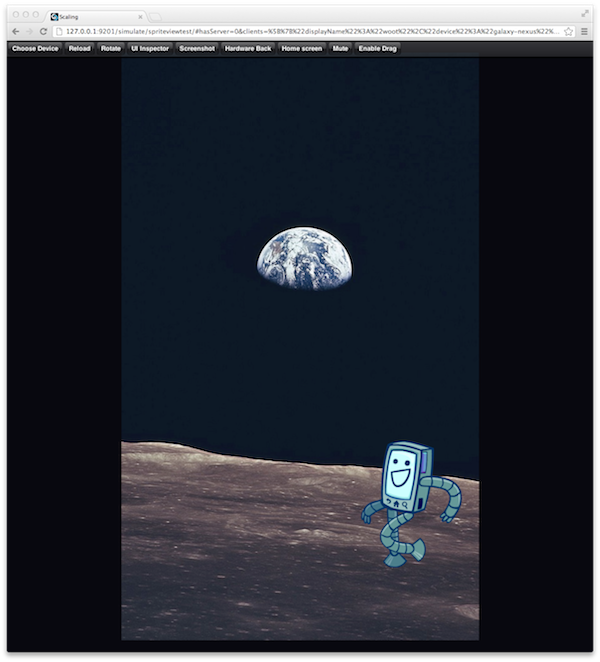 Scaling
127.0.0.1:9201/simulate/spriteviewtest/#hasServer=0&clients=%5B%7B%22displayName%22%3A%22woot%22%2C%22device%22%3A%22galaxy-nexus%22%...
Choose Device Reload Rotate UI Inspector Screenshot Hardware Back Home screen Mute Enable Drag